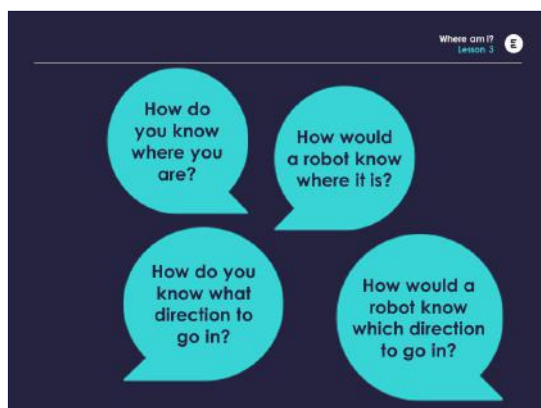 Where am I?
Lesson 3
How do
you know
where you
are?
How would
a robot know
where it is?
How do you
know what
direction to
go in?
How would a
robot know
which direction
to go in?